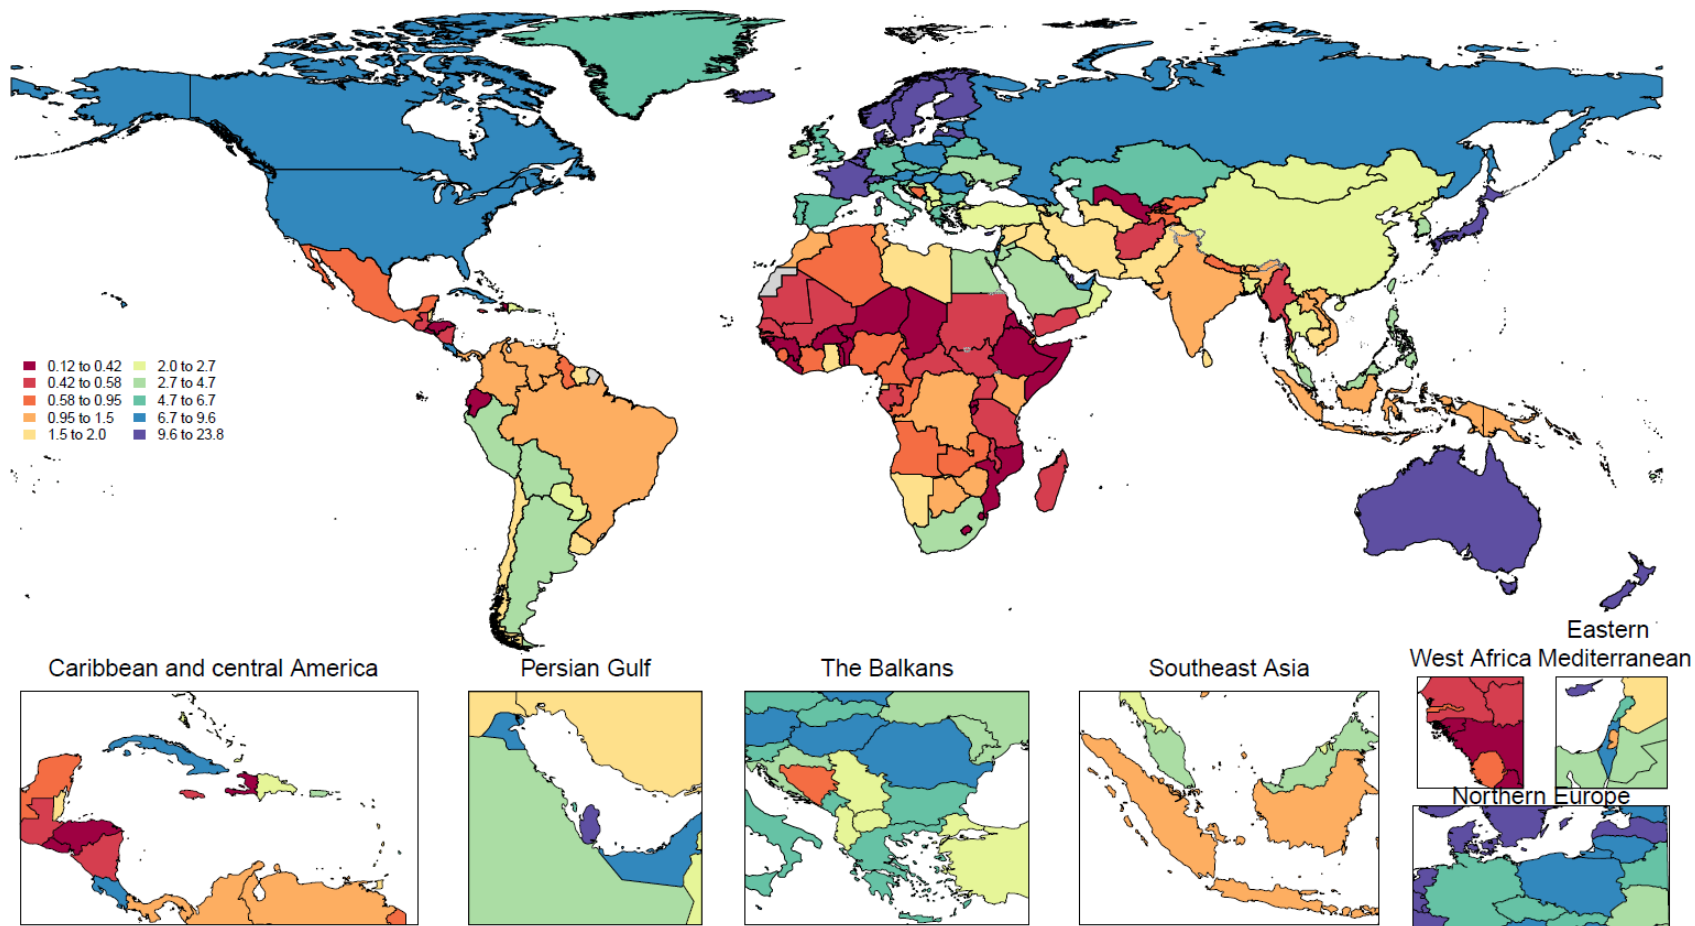 0.12 to 0.42
0.42 to 0.58
0.58 to 0.95
0.95 to 1.5
1.5 to 2.0
2.0 to 2.7
2.7 to 4.7
4.7 to 6.7
6.7 to 9.6
9.6 to 23.8
Caribbean and central America
Persian Gulf
The Balkans
Southeast Asia
West Africa
Eastern
Mediterranean
Northern Europe